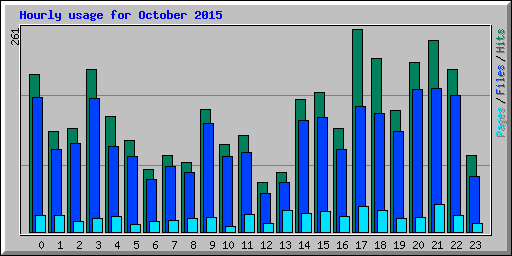 Hourly usage for October 2015
261
Pages/Files/Hits
0 1 2 3 4 5 6 7 8 9 10 11 12 13 14 15 16 17 18 19 20 21 22 23